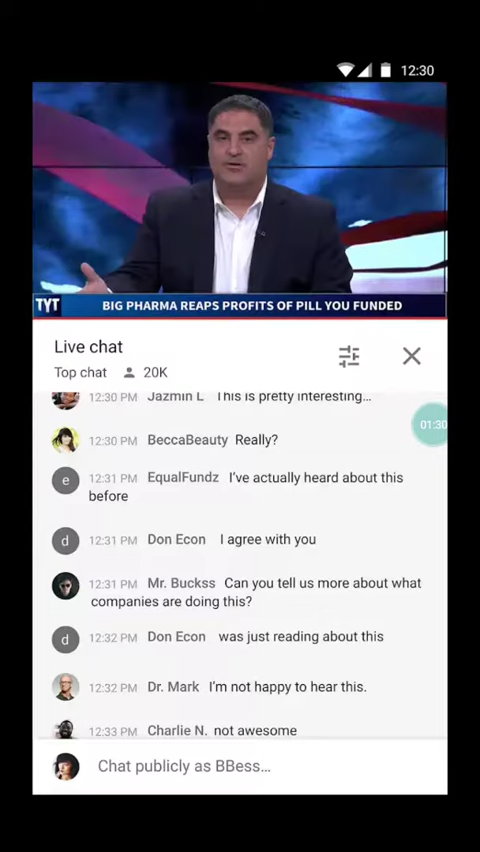 12:30
TYT BIG PHARMA REAPS PROFITS OF PILL YOU FUNDED
Live chat
Top chat 20K
12:30 PM Jazmin L This is pretty interesting...
01:30
12:30 PM BeccaBeauty Really?
e 12:31 PM EqualFundz I've actually heard about this
before
d 12:31 PM Don Econ I agree with you
12:31 PM Mr. Buckss Can you tell us more about what
companies are doing this?
d 12:32 PM Don Econ was just reading about this
12:32 PM Dr. Mark I'm not happy to hear this.
12:33 PM Charlie N. not awesome
Chat publicly as BBess...